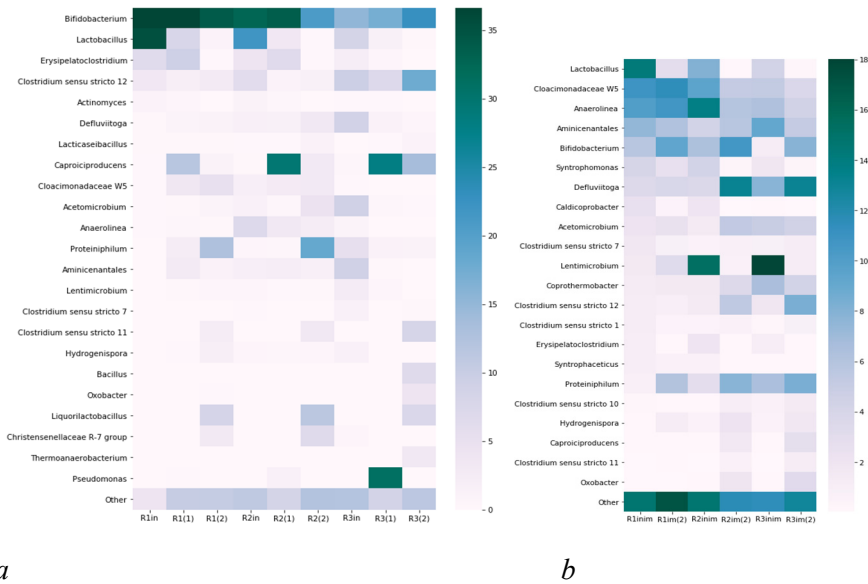 Bifidobacterium
Lactobacillus
Erysipelatoclostridium
Clostridium sensu stricto 12
Actinomyces
Defluviitoga
Lacticaseibacillus
Caproiciproducens
Cloacimonadaceae W5
Acetomicrobium
Anaerolinea
Proteiniphilum
Aminicenantales
Lentimicrobium
Clostridium sensu stricto 7
Clostridium sensu stricto 11
Hydrogenispora
Bacillus
Oxobacter
Liquorilactobacillus
Christensenellaceae R-7 group
Thermoanaerobacterium
Pseudomonas
Other
R1in R1(1) R1(2) R2in R2(1) R2(2) R3in R3(1) R3(2)
35
30
25
20
15
10
5
0
a
Lactobacillus
Cloacimonadaceae W5
Anaerolinea
Aminicenantales
Bifidobacterium
Syntrophomonas
Defluviitoga
Caldicoprobacter
Acetomicrobium
Clostridium sensu stricto 7
Lentimicrobium
Coprothermobacter
Clostridium sensu stricto 12
Clostridium sensu stricto 1
Erysipelatoclostridium
Syntrophaceticus
Proteiniphilum
Clostridium sensu stricto 10
Hydrogenispora
Caproiciproducens
Clostridium sensu stricto 11
Oxobacter
Other
R1inim R1im(2) R2inim R2im(2) R3inim R3im(2)
18
16
14
12
10
8
6
4
2
b